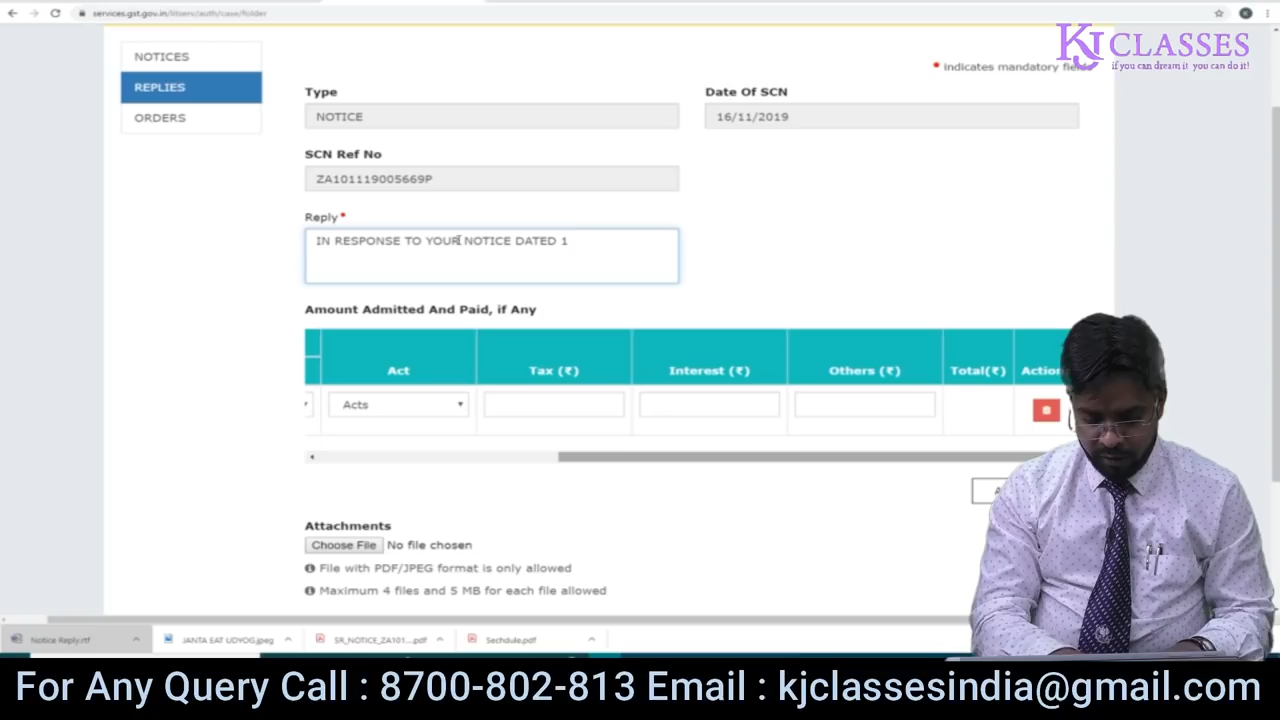 services.gst.gov.in/litserv/auth/case/folder
KJ CLASSES
if you can dream it you can do it!
NOTICES
REPLIES
ORDERS
* indicates mandatory fields
Type
Date Of SCN
NOTICE
16/11/2019
SCN Ref No
ZA101119005669P
Reply*
IN RESPONSE TO YOUR NOTICE DATED 1
Amount Admitted And Paid, if Any
Act Tax (₹) Interest (₹) Others (₹) Total(₹) Action
Acts
Attachments
Choose File No file chosen
File with PDF/JPEG format is only allowed
Maximum 4 files and 5 MB for each file allowed
Notice Reply.rtf JANTA EAT UDYOG.jpeg SR_NOTICE_ZA101....pdf Sechdule.pdf
For Any Query Call : 8700-802-813 Email : kjclassesindia@gmail.com